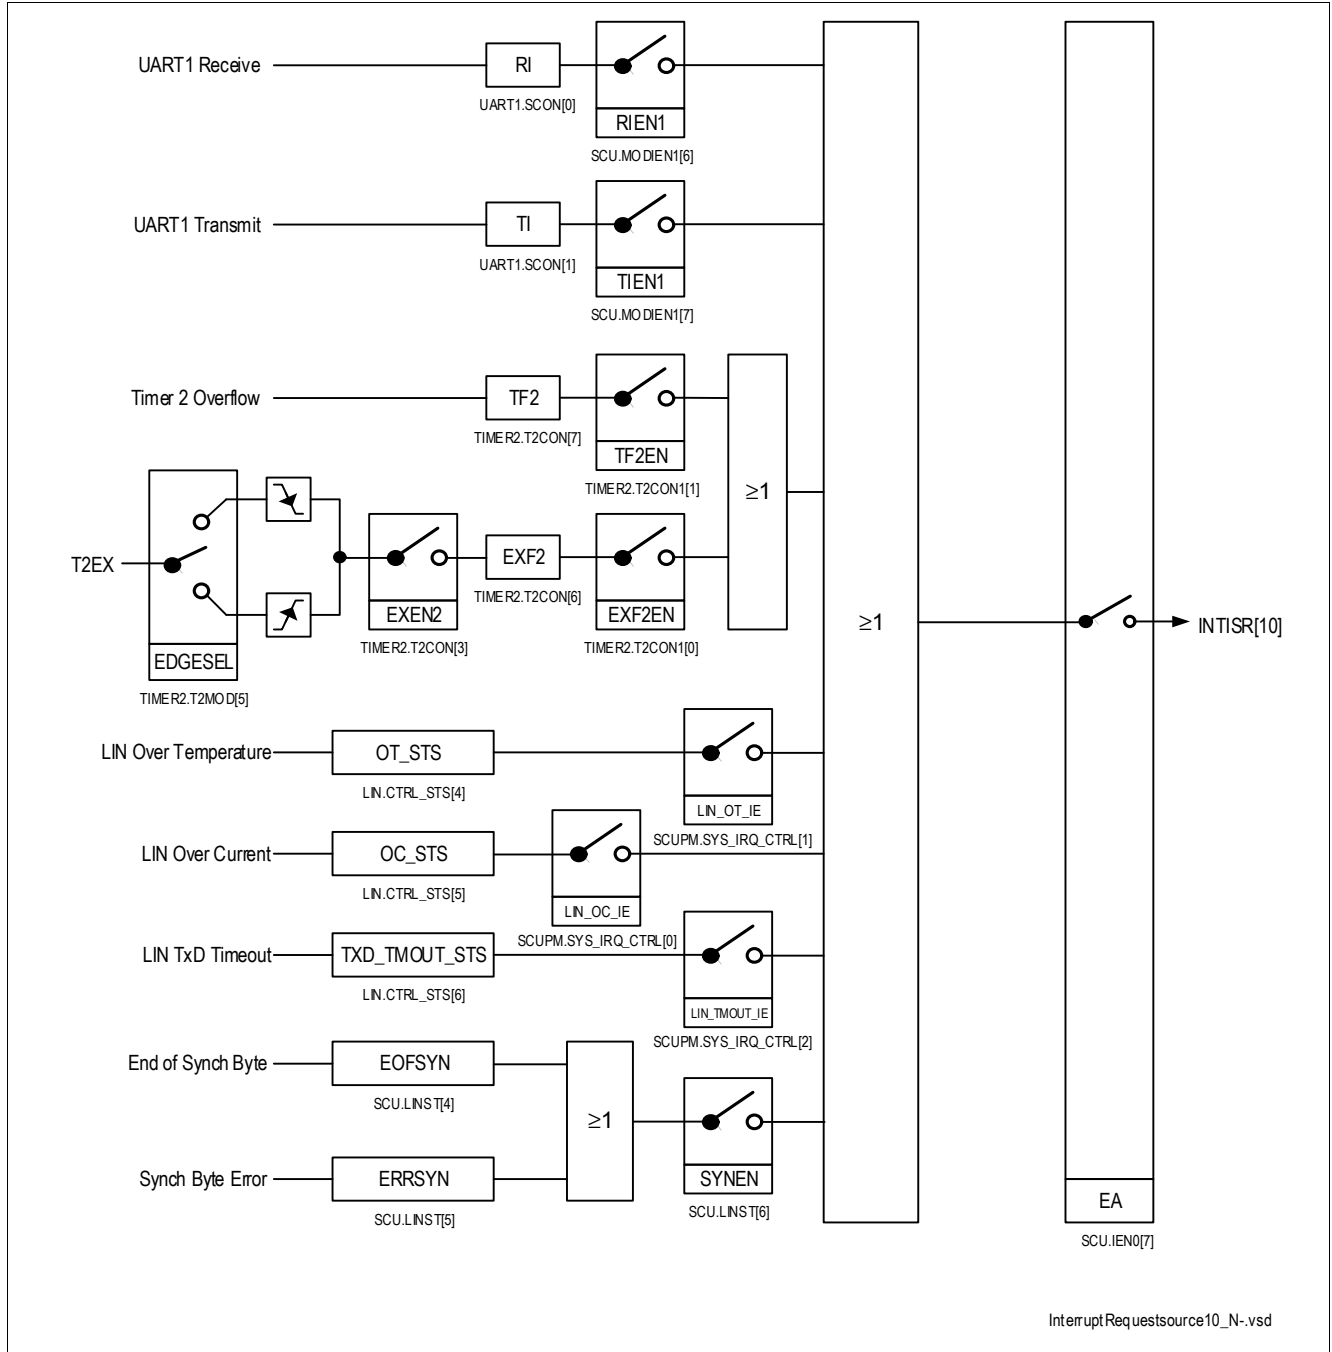 UART1 Receive
RI
UART1.SCON[0]
RIEN1
SCU.MODIEN1[6]
UART1 Transmit
TI
UART1.SCON[1]
TIEN1
SCU.MODIEN1[7]
Timer 2 Overflow
TF2
TIMER2.T2CON[7]
TF2EN
TIMER2.T2CON1[1]
≥1
T2EX
EDGESEL
TIMER2.T2MOD[5]
EXEN2
TIMER2.T2CON[3]
EXF2
TIMER2.T2CON[6]
EXF2EN
TIMER2.T2CON1[0]
≥1
INTISR[10]
LIN Over Temperature
OT_STS
LIN.CTRL_STS[4]
LIN_OT_IE
SCUPM.SYS_IRQ_CTRL[1]
LIN Over Current
OC_STS
LIN.CTRL_STS[5]
LIN_OC_IE
SCUPM.SYS_IRQ_CTRL[0]
LIN TxD Timeout
TXD_TMOUT_STS
LIN.CTRL_STS[6]
LIN_TMOUT_IE
SCUPM.SYS_IRQ_CTRL[2]
End of Synch Byte
EOFSYN
SCU.LINST[4]
≥1
Synch Byte Error
ERRSYN
SCU.LINST[5]
SYNEN
SCU.LINST[6]
EA
SCU.IEN0[7]
InterruptRequestsource10_N-.vsd